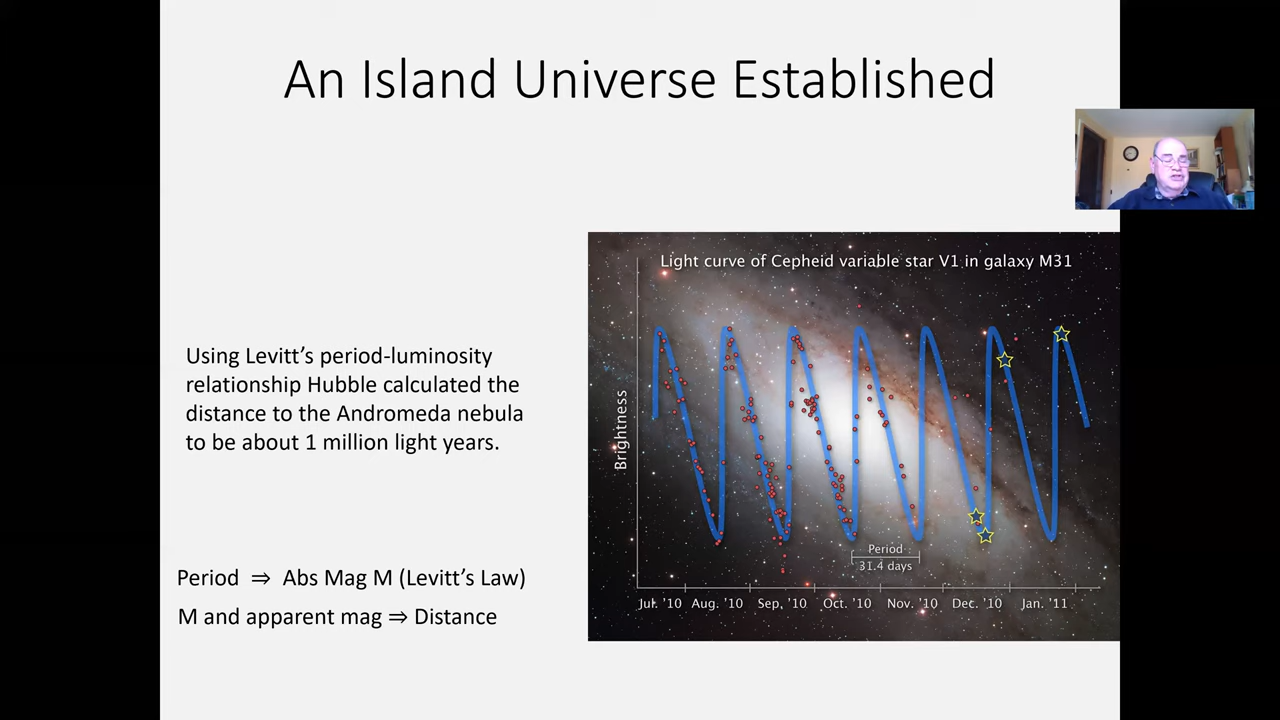 An Island Universe Established
Using Levitt's period-luminosity
relationship Hubble calculated the
distance to the Andromeda nebula
to be about 1 million light years.
Period ⇒ Abs Mag M (Levitt's Law)
M and apparent mag ⇒ Distance
Light curve of Cepheid variable star V1 in galaxy M31
Brightness
Period
31.4 days
Jul. '10 Aug. '10 Sep, '10 Oct. '10 Nov. '10 Dec. '10 Jan. '11